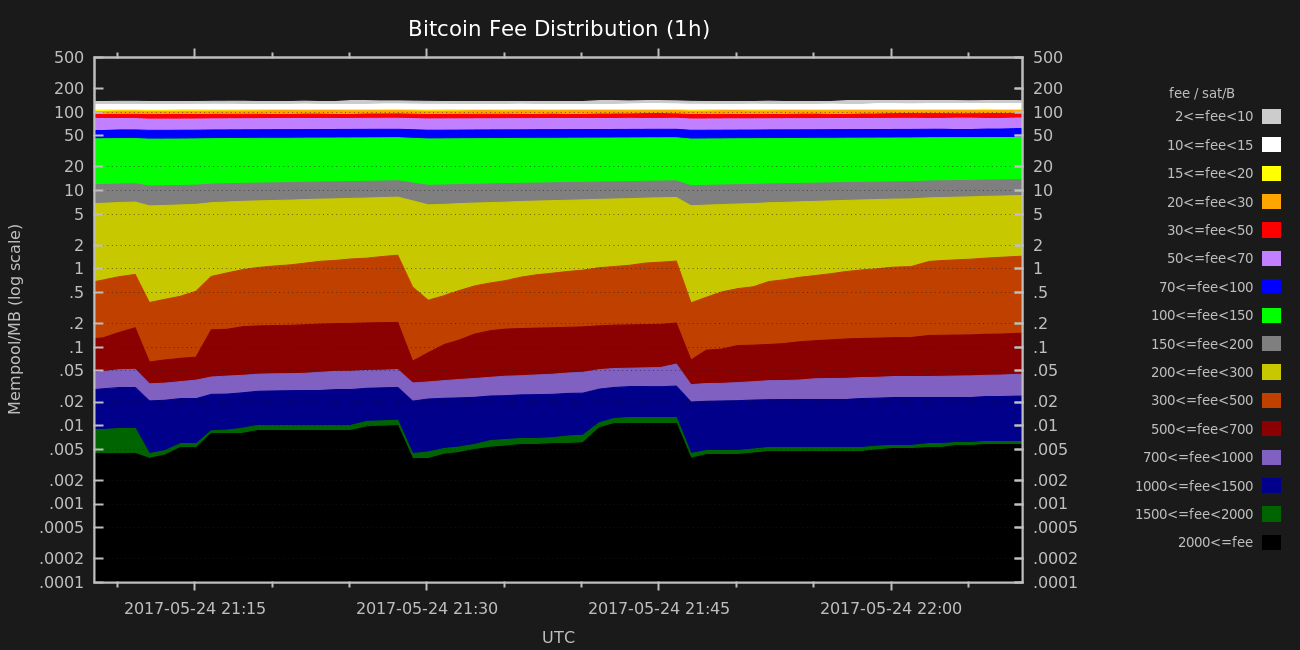 Bitcoin Fee Distribution (1h)
500
200
100
50
20
10
5
2
1
.5
.2
.1
.05
.02
.01
.005
.002
.001
.0005
.0002
.0001
Mempool/MB (log scale)
500
200
100
50
20
10
5
2
1
.5
.2
.1
.05
.02
.01
.005
.002
.001
.0005
.0002
.0001
2017-05-24 21:15
2017-05-24 21:30
2017-05-24 21:45
2017-05-24 22:00
UTC
fee / sat/B
2<=fee<10
10<=fee<15
15<=fee<20
20<=fee<30
30<=fee<50
50<=fee<70
70<=fee<100
100<=fee<150
150<=fee<200
200<=fee<300
300<=fee<500
500<=fee<700
700<=fee<1000
1000<=fee<1500
1500<=fee<2000
2000<=fee